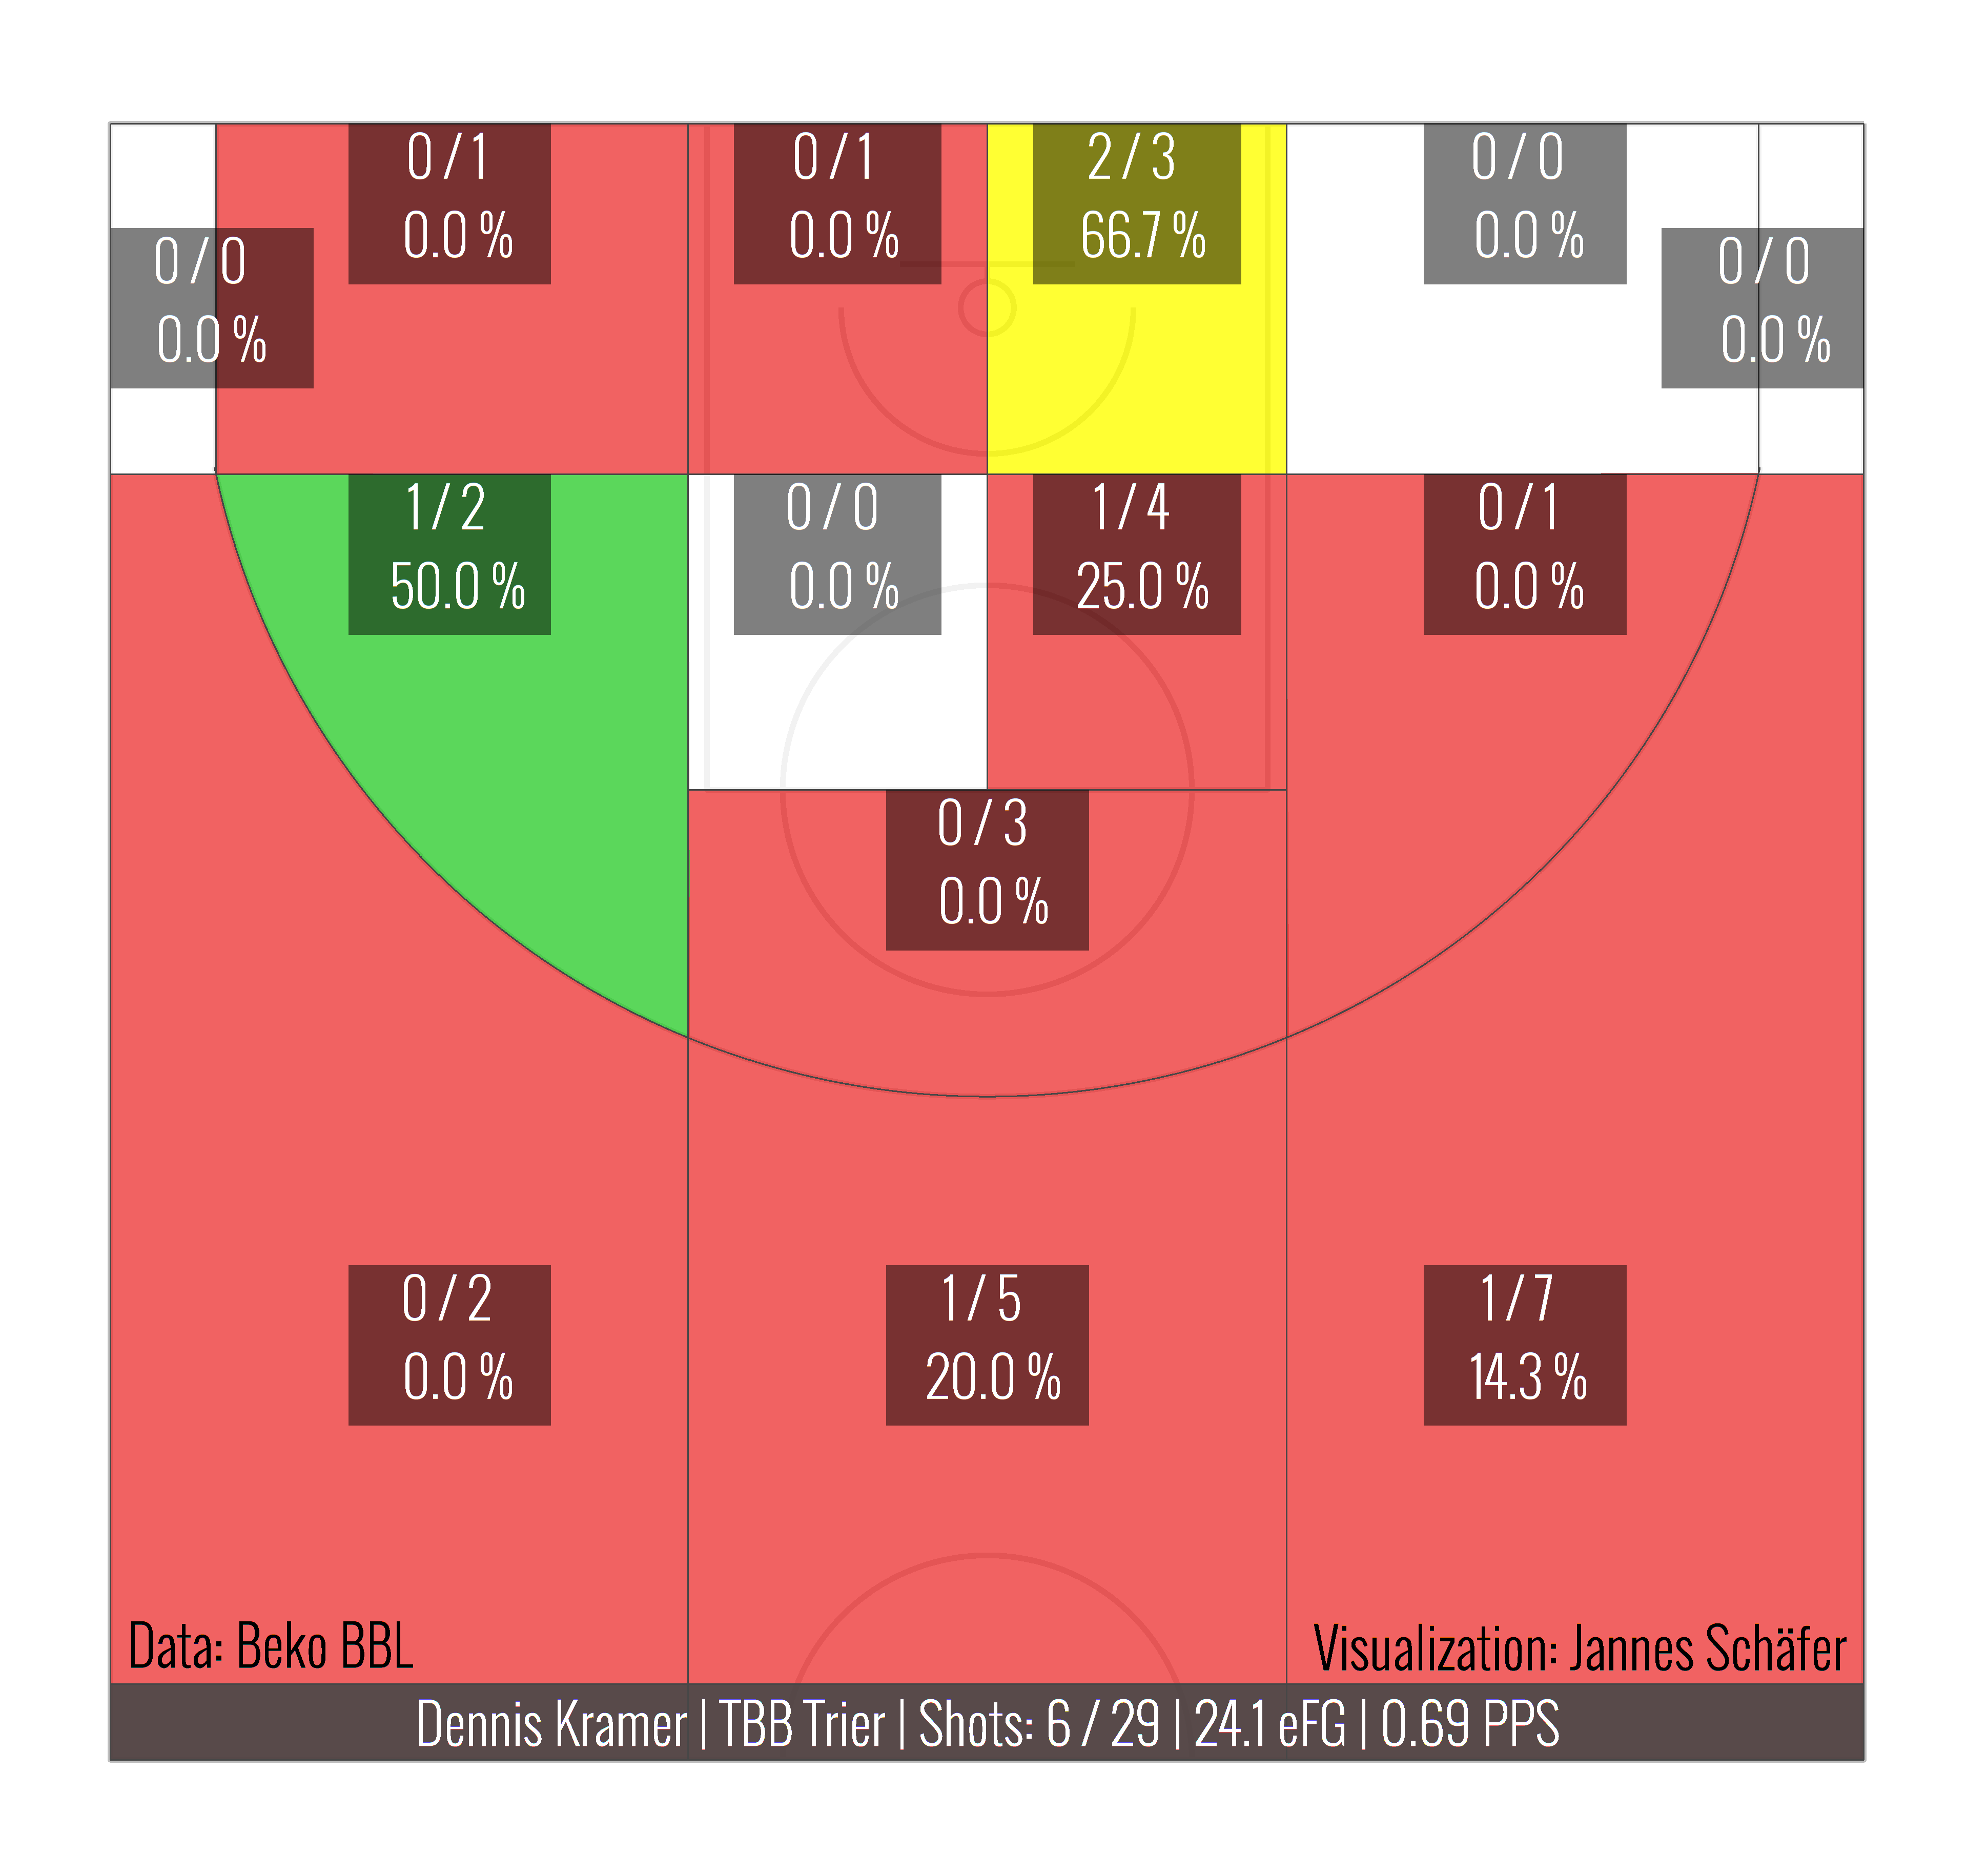 0 / 1
0.0 %
0 / 1
0.0 %
2 / 3
66.7 %
0 / 0
0.0 %
0 / 0
0.0 %
0 / 0
0.0 %
1 / 2
50.0 %
0 / 0
0.0 %
1 / 4
25.0 %
0 / 1
0.0 %
0 / 3
0.0 %
0 / 2
0.0 %
1 / 5
20.0 %
1 / 7
14.3 %
Data: Beko BBL
Visualization: Jannes Schäfer
Dennis Kramer | TBB Trier | Shots: 6 / 29 | 24.1 eFG | 0.69 PPS